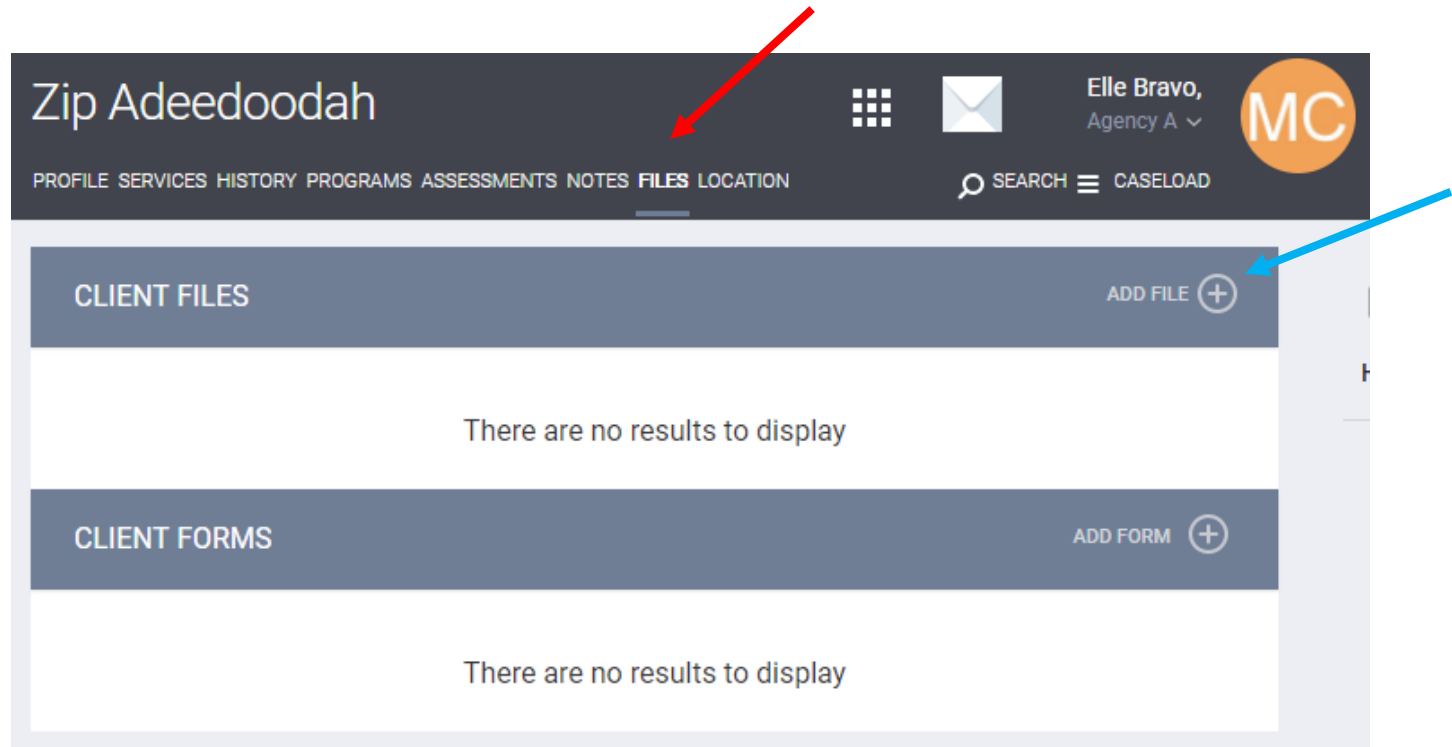 Zip Adeedoodah
Elle Bravo,
Agency A
MC
PROFILE SERVICES HISTORY PROGRAMS ASSESSMENTS NOTES FILES LOCATION
SEARCH CASELOAD
CLIENT FILES
ADD FILE
There are no results to display
CLIENT FORMS
ADD FORM
There are no results to display